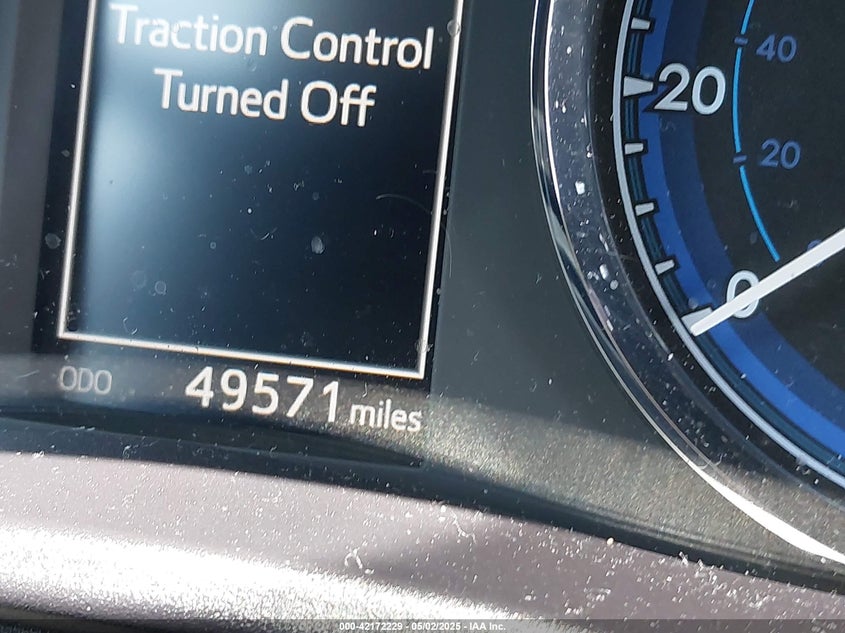 Traction Control
Turned Off
ODO 49571 miles
40
20
20
0
000-42172229 - 05/02/2025 - IAA Inc.